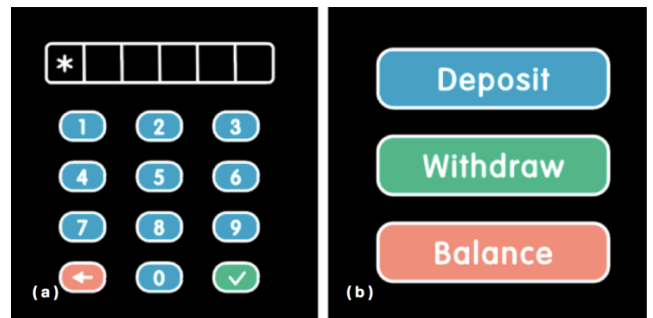 *
1 2 3
4 5 6
7 8 9
(a) 0
Deposit
Withdraw
Balance
(b)